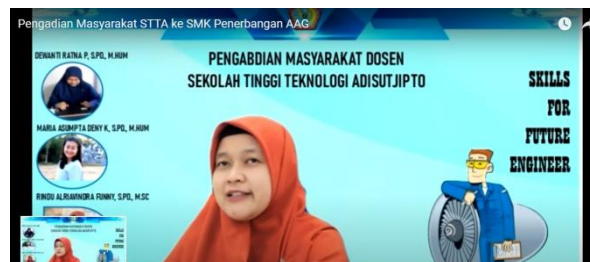 Pengadian Masyarakat STTA ke SMK Penerbangan AAG
DEWANTI RATNA P, S.PD., M.HUM
PENGABDIAN MASYARAKAT DOSEN
SEKOLAH TINGGI TEKNOLOGI ADISUTJIPTO
MARIA ASUMPTA DENY K, S.PD., M.HUM
RINDU ALRIAVINDRA FUNNY, S.PD., M.SC
SKILLS
FOR
FUTURE
ENGINEER